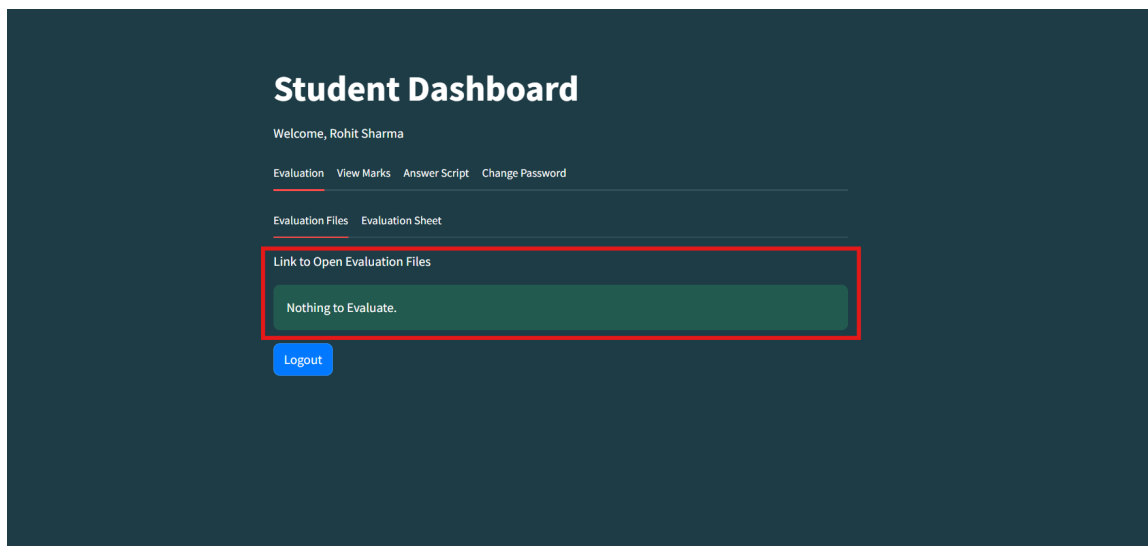 Student Dashboard
Welcome, Rohit Sharma
Evaluation View Marks Answer Script Change Password
Evaluation Files Evaluation Sheet
Link to Open Evaluation Files
Nothing to Evaluate.
Logout